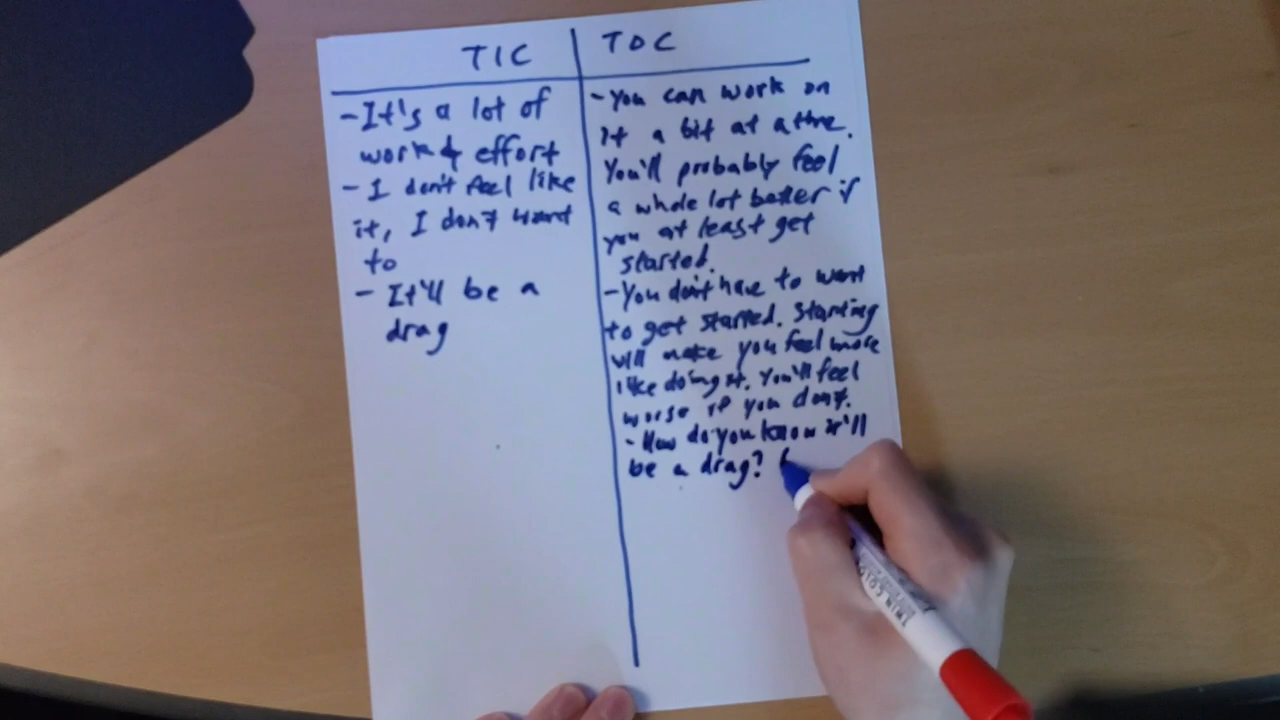 TIC
TOC
-It's a lot of
work & effort
- I don't feel like
it, I don't want
to
- It'll be a
drag
-You can work on
it a bit at a time.
You'll probably feel
a whole lot better if
you at least get
started.
-You don't have to want
to get started. Starting
will make you feel more
like doing it. You'll feel
worse if you don't.
- How do you know it'll
be a drag?
TWIN COLOR